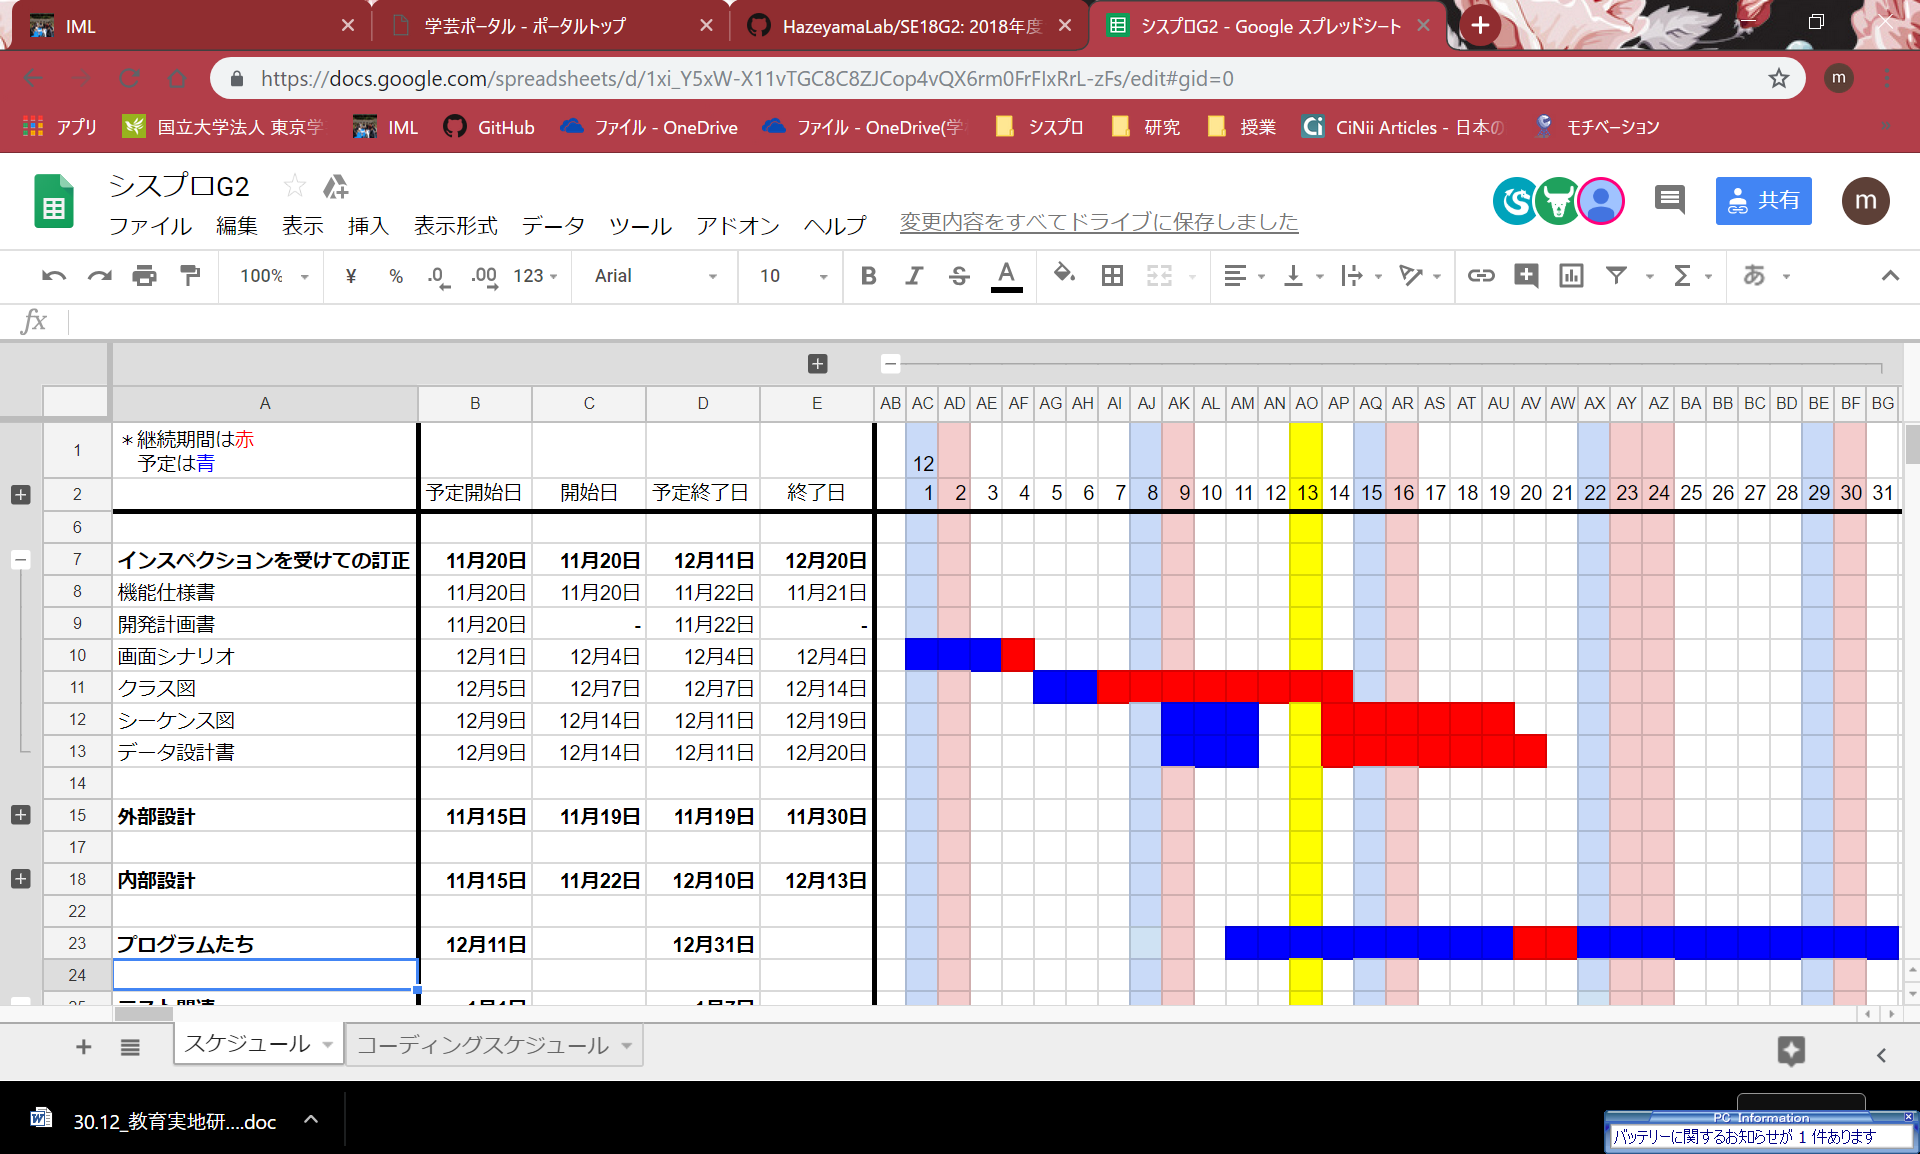 IML
学芸ポータル - ポータルトップ
HazeyamaLab/SE18G2: 2018年度
シスプロG2 - Google スプレッドシート
https://docs.google.com/spreadsheets/d/1xi_Y5xW-X11vTGC8C8ZJCop4vQX6rm0FrFIxRrL-zFs/edit#gid=0
m
アプリ
国立大学法人 東京学
IML
GitHub
ファイル - OneDrive
ファイル - OneDrive(学
シスプロ
研究
授業
CiNii Articles - 日本の
モチベーション
シスプロG2
ファイル 編集 表示 挿入 表示形式 データ ツール アドオン ヘルプ
変更内容をすべてドライブに保存しました
共有
m
100% ¥ % .0 .00 123 Arial 10 B I S A Σ あ
fx
A B C D E AB AC AD AE AF AG AH AI AJ AK AL AM AN AO AP AQ AR AS AT AU AV AW AX AY AZ BA BB BC BD BE BF BG
1 ＊継続期間は赤
予定は青
12
2 予定開始日 開始日 予定終了日 終了日 1 2 3 4 5 6 7 8 9 10 11 12 13 14 15 16 17 18 19 20 21 22 23 24 25 26 27 28 29 30 31
6
7 インスペクションを受けての訂正 11月20日 11月20日 12月11日 12月20日
8 機能仕様書 11月20日 11月20日 11月22日 11月21日
9 開発計画書 11月20日 - 11月22日 -
10 画面シナリオ 12月1日 12月4日 12月4日 12月4日
11 クラス図 12月5日 12月7日 12月7日 12月14日
12 シーケンス図 12月9日 12月14日 12月11日 12月19日
13 データ設計書 12月9日 12月14日 12月11日 12月20日
14
15 外部設計 11月15日 11月19日 11月19日 11月30日
17
18 内部設計 11月15日 11月22日 12月10日 12月13日
22
23 プログラムたち 12月11日 12月31日
24
スケジュール
コーディングスケジュール
30.12_教育実地研....doc
PC Information
バッテリーに関するお知らせが 1 件あります